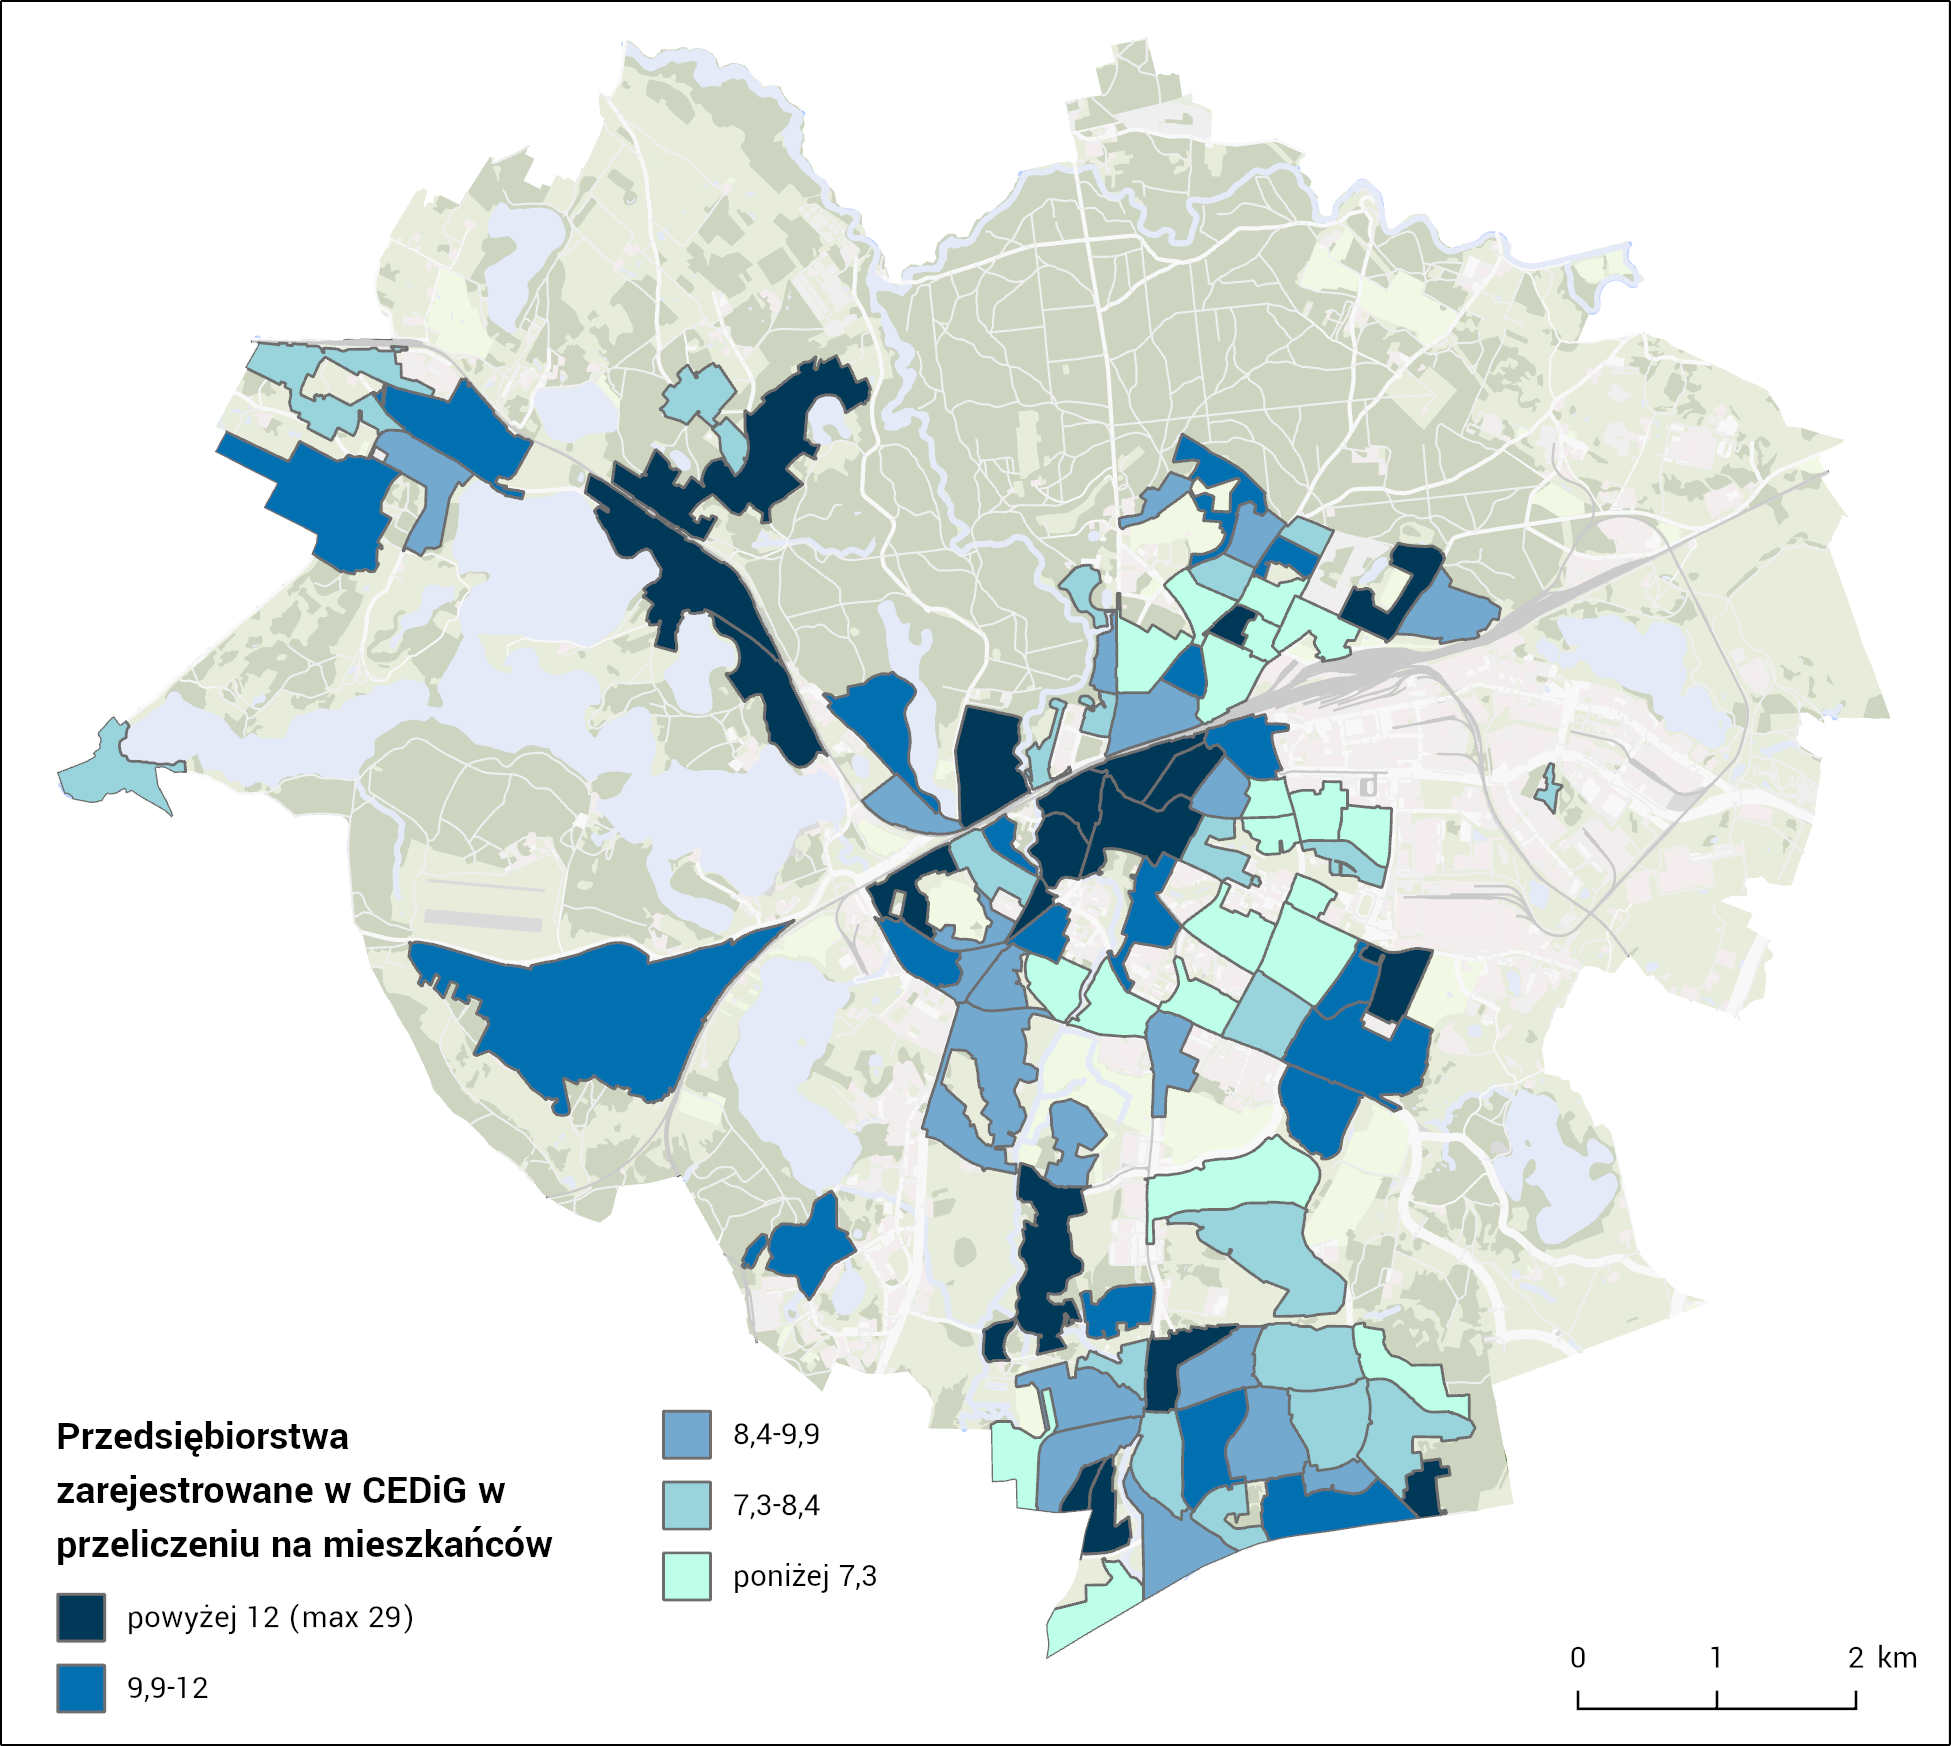 Przedsiębiorstwa
zarejestrowane w CEDiG w
przeliczeniu na mieszkańców
powyżej 12 (max 29)
9,9-12
8,4-9,9
7,3-8,4
poniżej 7,3
0 1 2 km